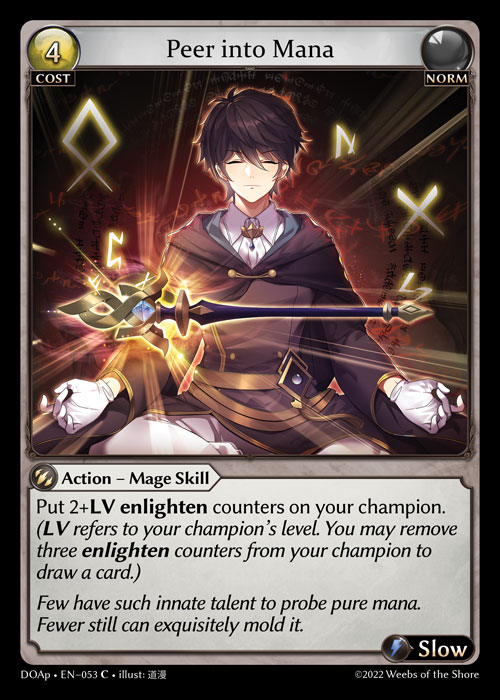 4
Peer into Mana
COST
NORM
Action – Mage Skill
Put 2+LV enlighten counters on your champion.
(LV refers to your champion's level. You may remove
three enlighten counters from your champion to
draw a card.)
Few have such innate talent to probe pure mana.
Fewer still can exquisitely mold it.
Slow
DOAp • EN–053 C • illust: 道漫
©2022 Weebs of the Shore